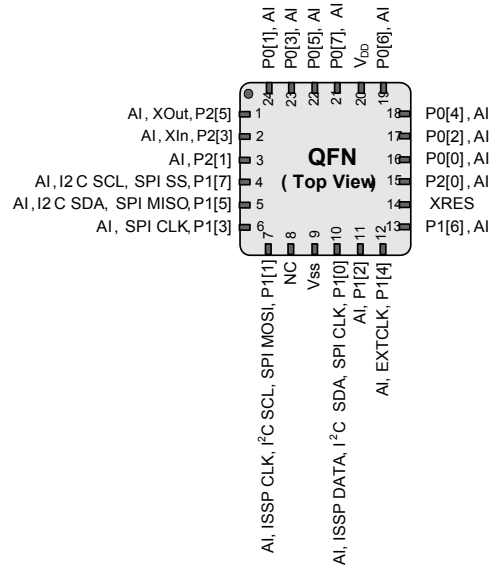 P0[1], AI
P0[3], AI
P0[5], AI
P0[7], AI
VDD
P0[6], AI
24
23
22
21
20
19
AI, XOut, P2[5]
1
18
P0[4], AI
AI, XIn, P2[3]
2
17
P0[2], AI
AI, P2[1]
3
QFN
16
P0[0], AI
AI, I2 C SCL, SPI SS, P1[7]
4
( Top View)
15
P2[0], AI
AI, I2 C SDA, SPI MISO, P1[5]
5
14
XRES
AI, SPI CLK, P1[3]
6
13
P1[6], AI
7
8
9
10
11
12
AI, ISSP CLK, I²C SCL, SPI MOSI, P1[1]
NC
Vss
AI, ISSP DATA, I²C SDA, SPI CLK, P1[0]
AI, P1[2]
AI, EXTCLK, P1[4]